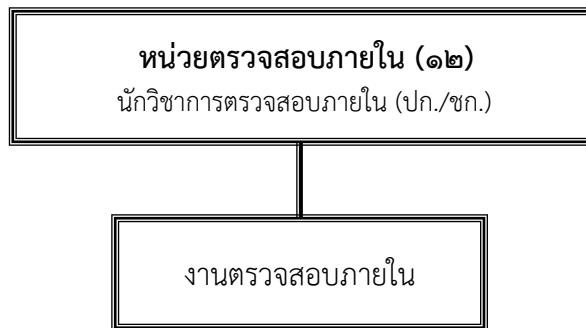 หน่วยตรวจสอบภายใน (๑๒)
นักวิชาการตรวจสอบภายใน (ปก./ชก.)
งานตรวจสอบภายใน